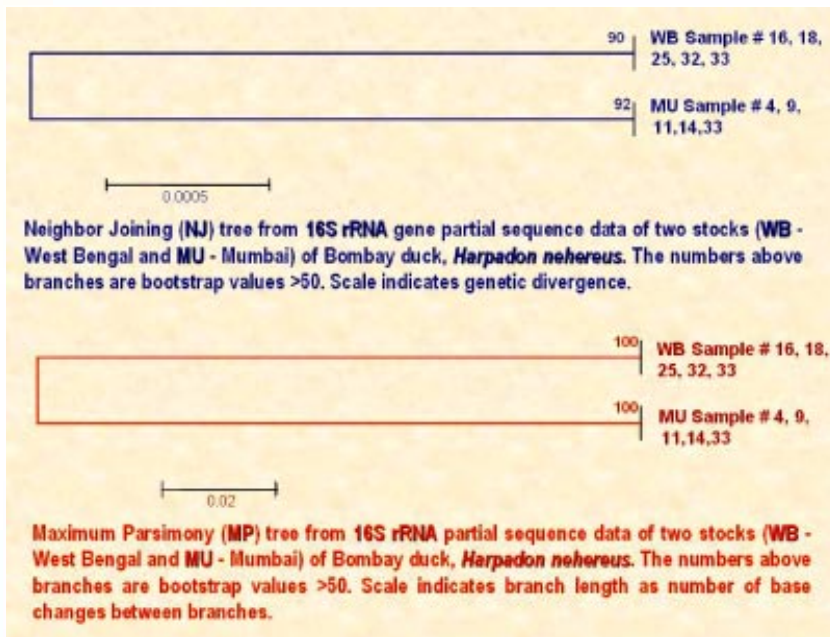 90 WB Sample # 16, 18,
25, 32, 33
92 MU Sample # 4, 9,
11,14,33
0.0005
Neighbor Joining (NJ) tree from 16S rRNA gene partial sequence data of two stocks (WB -
West Bengal and MU - Mumbai) of Bombay duck, Harpadon nehereus. The numbers above
branches are bootstrap values >50. Scale indicates genetic divergence.
100 WB Sample # 16, 18,
25, 32, 33
100 MU Sample # 4, 9,
11,14,33
0.02
Maximum Parsimony (MP) tree from 16S rRNA partial sequence data of two stocks (WB -
West Bengal and MU - Mumbai) of Bombay duck, Harpadon nehereus. The numbers above
branches are bootstrap values >50. Scale indicates branch length as number of base
changes between branches.